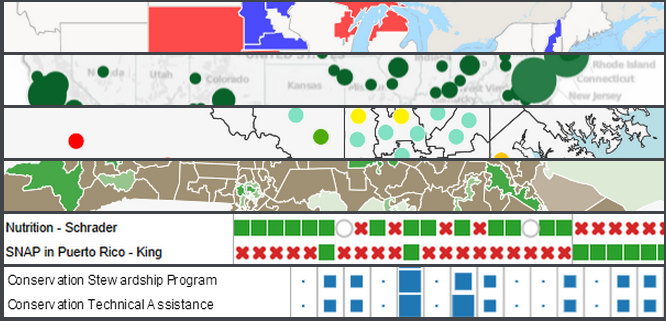 UNITED STATES
Nevada
Utah
Colorado
Kansas
Rhode Island
Connecticut
New Jersey
Nutrition - Schrader
SNAP in Puerto Rico - King
Conservation Stewardship Program
Conservation Technical Assistance